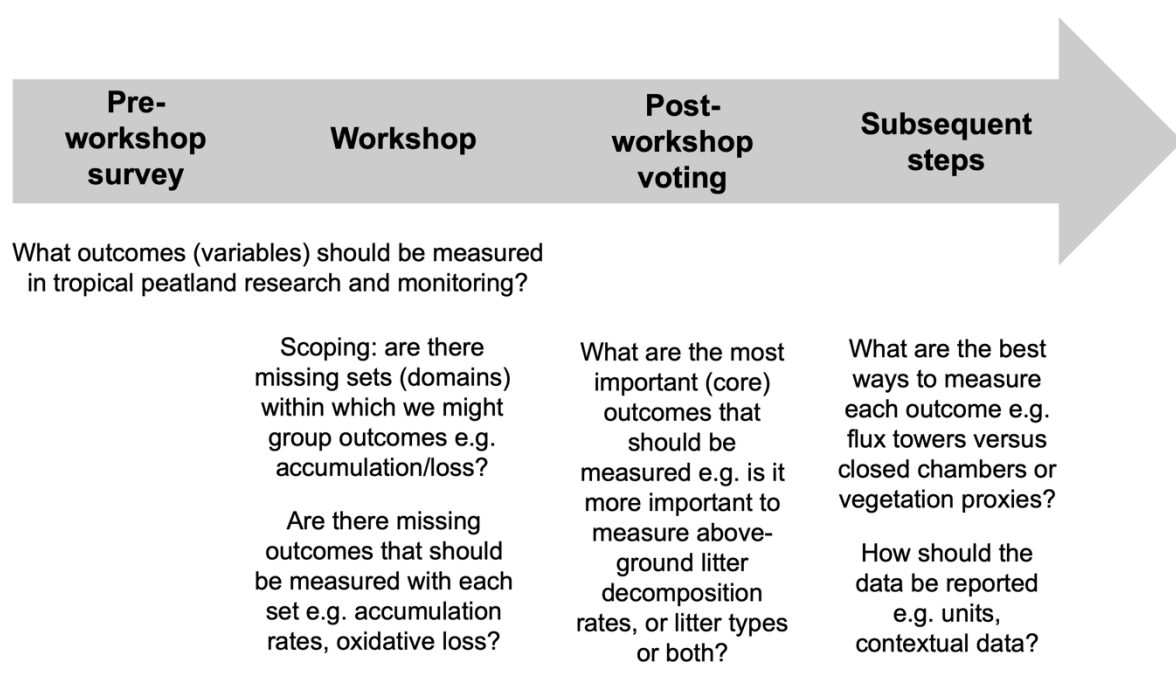 Pre-
workshop
survey
Workshop
Post-
workshop
voting
Subsequent
steps
What outcomes (variables) should be measured
in tropical peatland research and monitoring?
Scoping: are there
missing sets (domains)
within which we might
group outcomes e.g.
accumulation/loss?
Are there missing
outcomes that should
be measured with each
set e.g. accumulation
rates, oxidative loss?
What are the most
important (core)
outcomes that
should be
measured e.g. is it
more important to
measure above-
ground litter
decomposition
rates, or litter types
or both?
What are the best
ways to measure
each outcome e.g.
flux towers versus
closed chambers or
vegetation proxies?
How should the
data be reported
e.g. units,
contextual data?